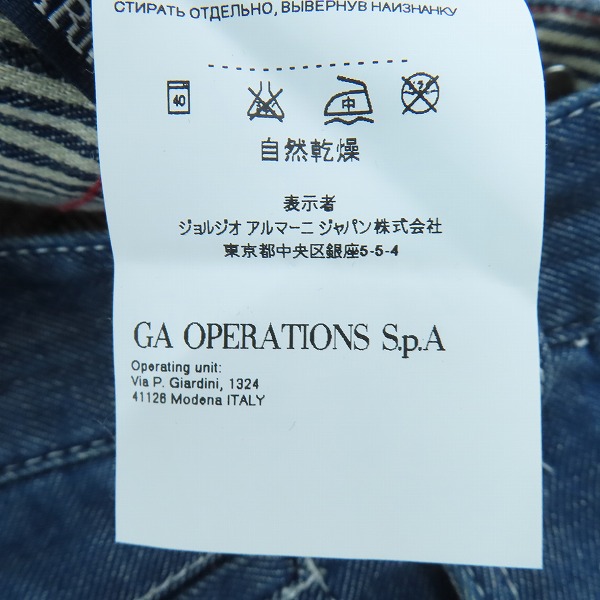 СТИРАТЬ ОТДЕЛЬНО, ВЫВЕРНУВ НАИЗНАНКУ
40 中
自然乾燥
表示者
ジョルジオ アルマーニ ジャパン株式会社
東京都中央区銀座5-5-4
GA OPERATIONS S.p.A
Operating unit:
Via P. Giardini, 1324
41126 Modena ITALY